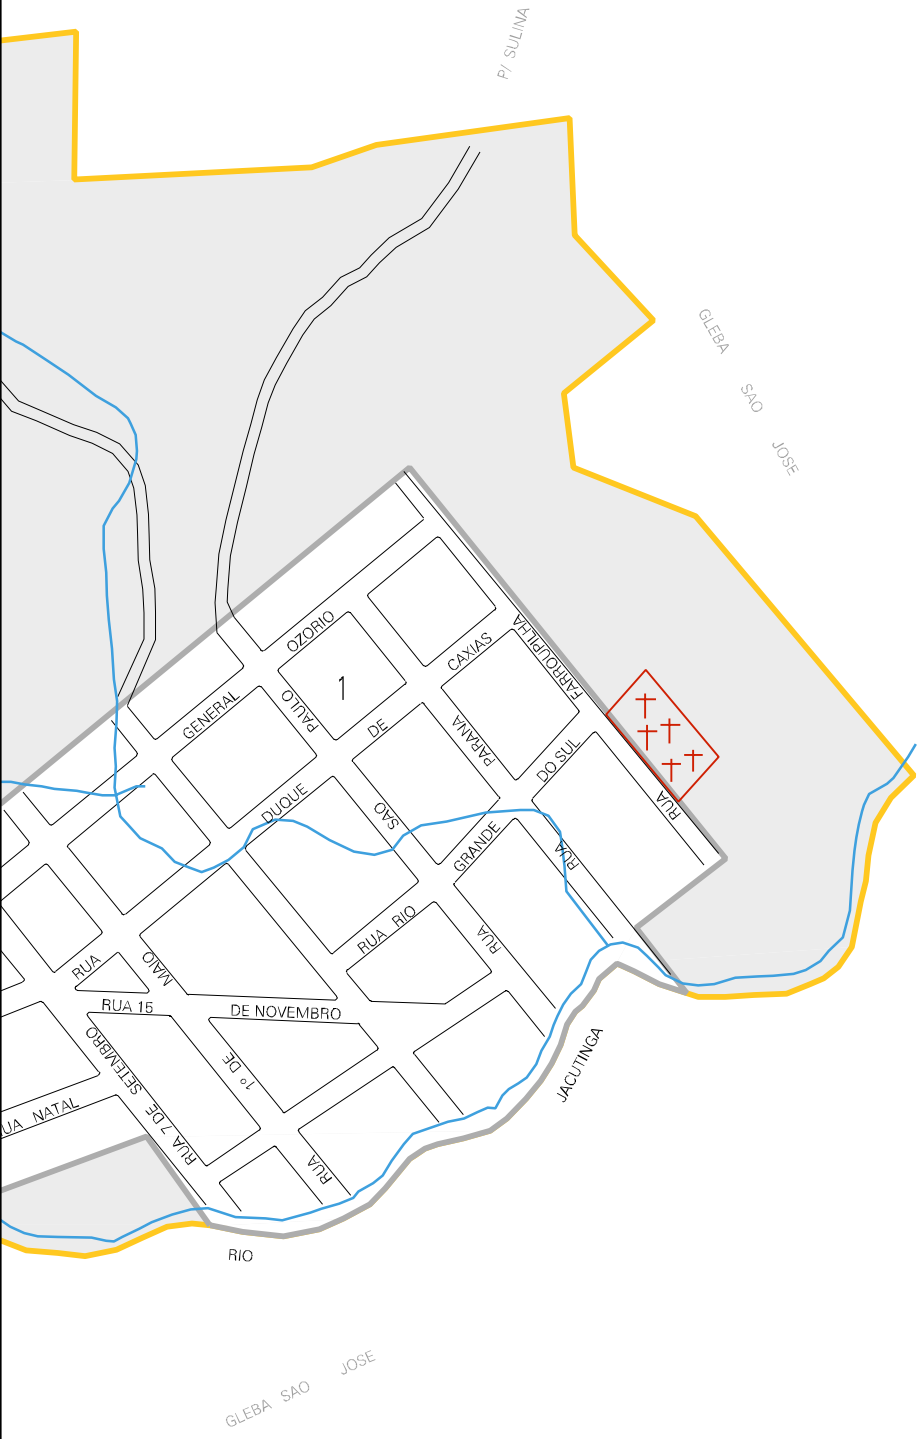 P/ SULINA
GLEBA SAO JOSE
OZORIO
GENERAL
PAULO
1
DE
CAXIAS
FARROUPILHA
PARANA
DO SUL
RUA
DUQUE
SAO
GRANDE
RUA
RUA RIO
RUA
RUA
MAIO
RUA 15
DE NOVEMBRO
SETEMBRO
1º DE
JACUTINGA
UA NATAL
RUA 7 DE
RUA
RIO
GLEBA SAO JOSE